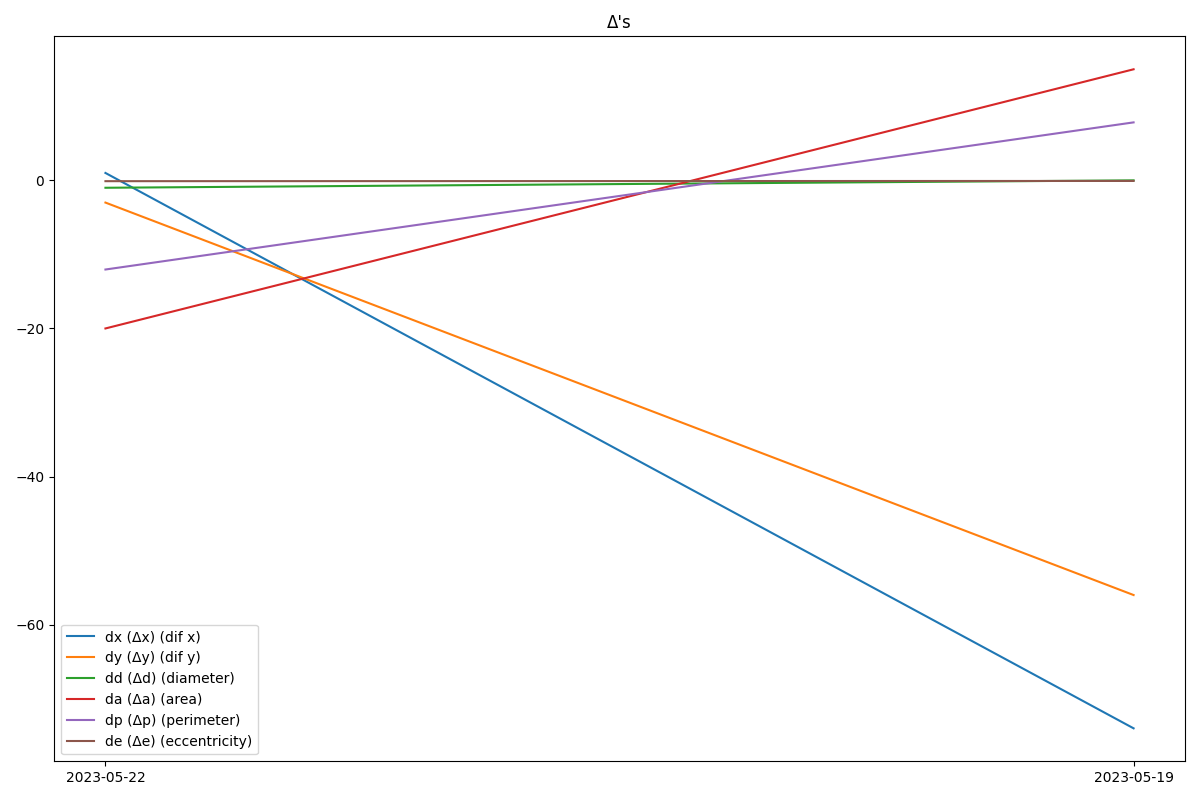 Δ's
0
−20
−40
−60
dx (Δx) (dif x)
dy (Δy) (dif y)
dd (Δd) (diameter)
da (Δa) (area)
dp (Δp) (perimeter)
de (Δe) (eccentricity)
2023-05-22 2023-05-19